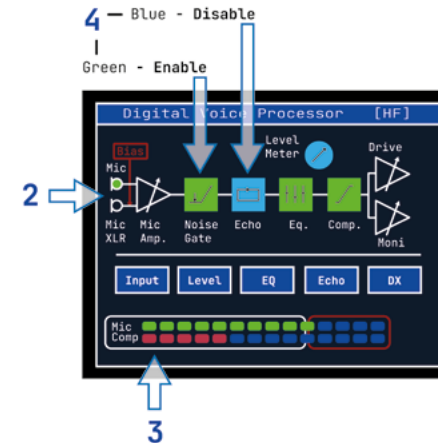 4 — Blue - Disable
Green - Enable
Digital Voice Processor [HF]
Bias
Level Meter
Drive
Mic
2
Mic XLR
Mic Amp.
Noise Gate
Echo
Eq.
Comp.
Moni
Input Level EQ Echo DX
Mic
Comp
3